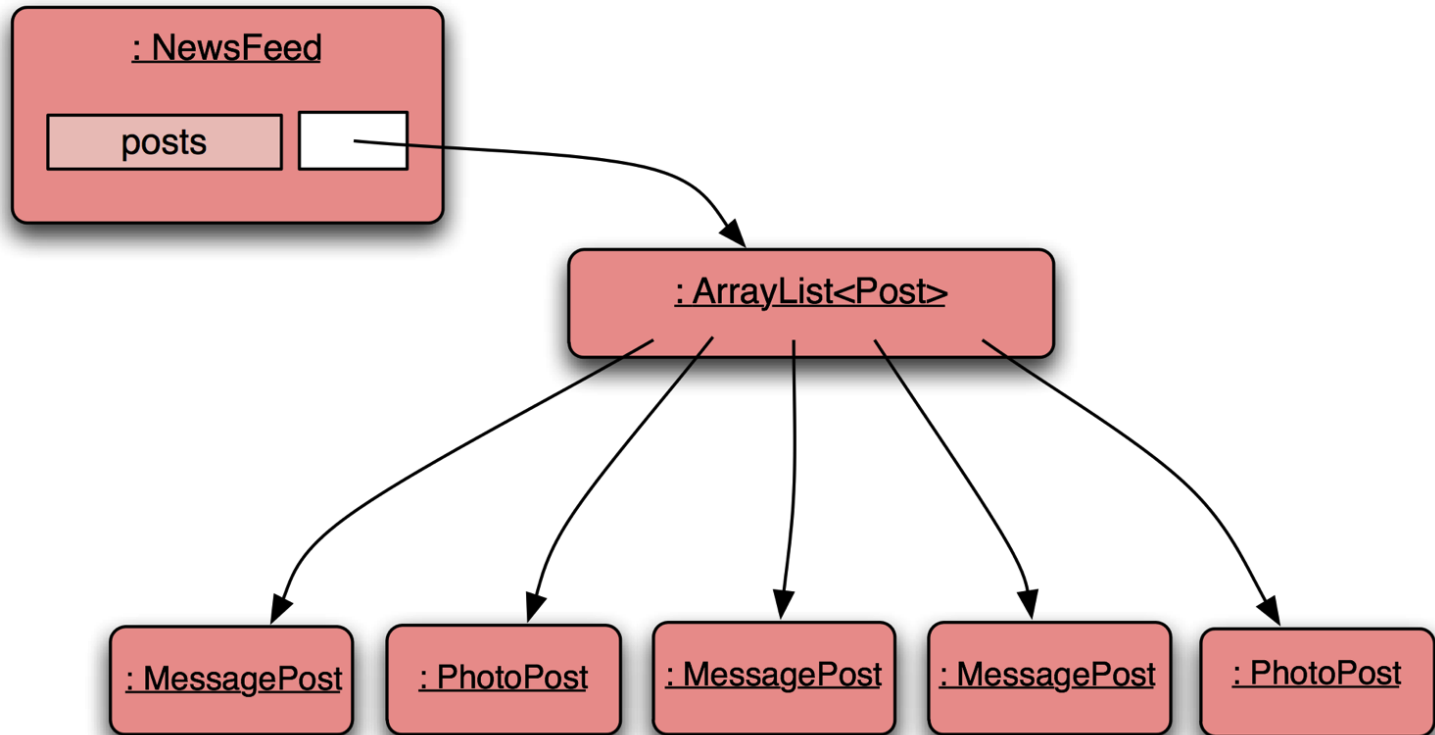 : NewsFeed
posts
: ArrayList<Post>
: MessagePost
: PhotoPost
: MessagePost
: MessagePost
: PhotoPost